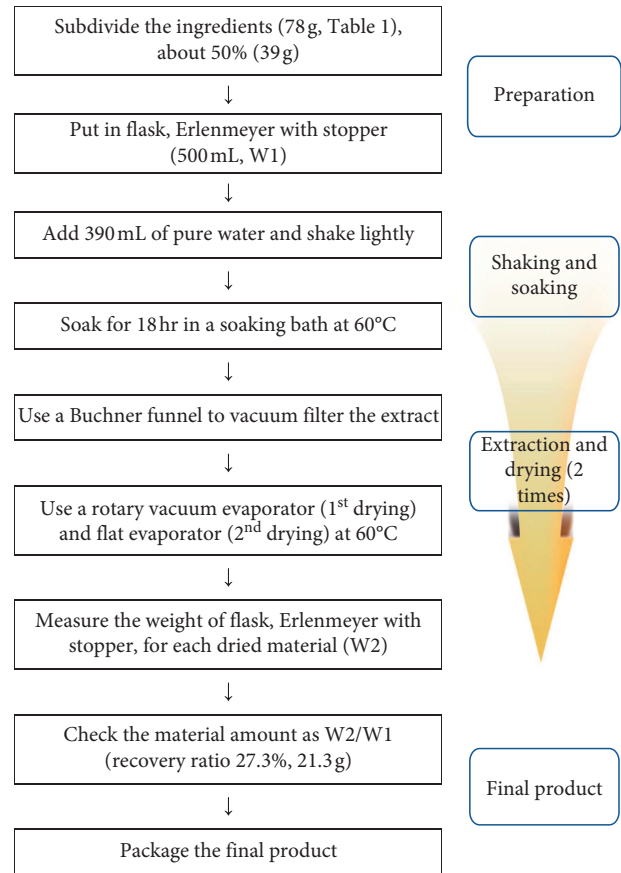 Subdivide the ingredients (78 g, Table 1),
about 50% (39 g)
↓
Put in flask, Erlenmeyer with stopper
(500 mL, W1)
↓
Add 390 mL of pure water and shake lightly
↓
Soak for 18 hr in a soaking bath at 60°C
↓
Use a Buchner funnel to vacuum filter the extract
↓
Use a rotary vacuum evaporator (1st drying)
and flat evaporator (2nd drying) at 60°C
↓
Measure the weight of flask, Erlenmeyer with
stopper, for each dried material (W2)
↓
Check the material amount as W2/W1
(recovery ratio 27.3%, 21.3 g)
↓
Package the final product
Preparation
Shaking and
soaking
Extraction and
drying (2
times)
Final product